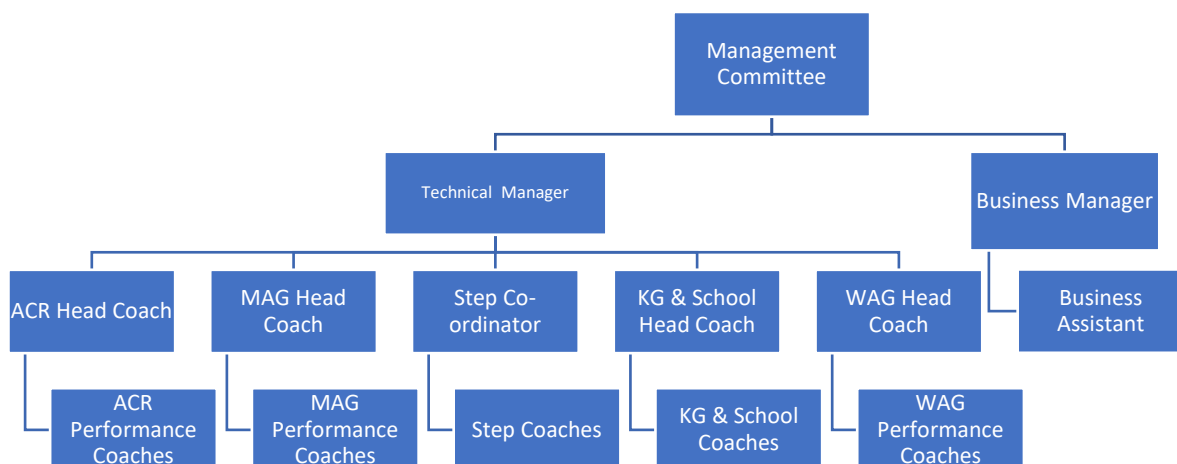 Management
Committee
Technical Manager
Business Manager
ACR Head Coach
MAG Head
Coach
Step Co-
ordinator
KG & School
Head Coach
WAG Head
Coach
Business
Assistant
ACR
Performance
Coaches
MAG
Performance
Coaches
Step Coaches
KG & School
Coaches
WAG
Performance
Coaches